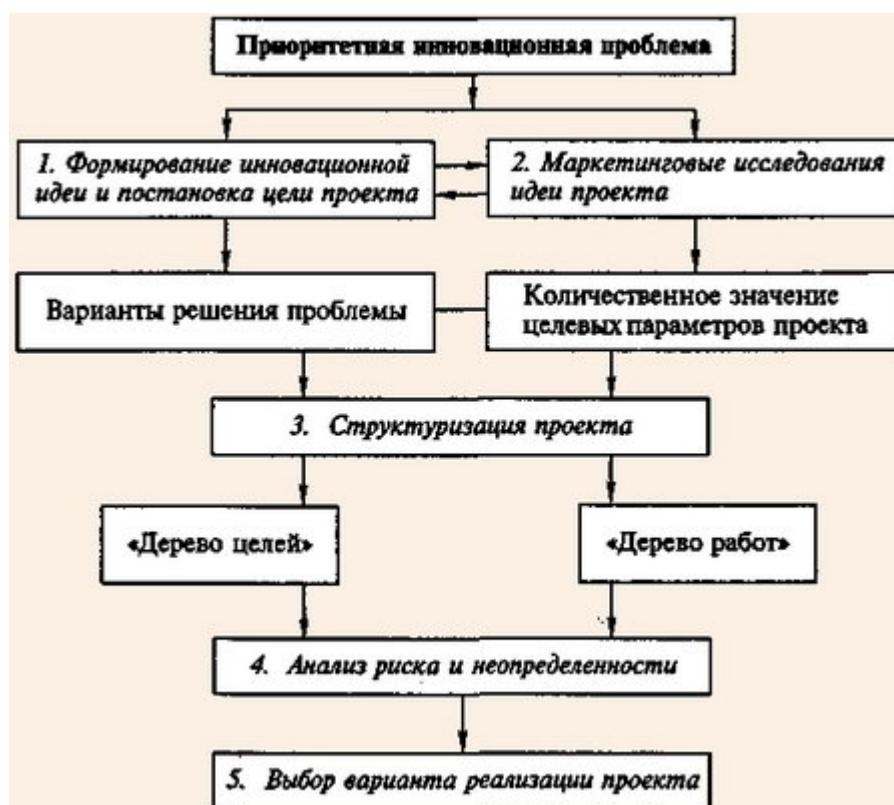 Приоритетная инновационная проблема
1. Формирование инновационной
идеи и постановка цели проекта
2. Маркетинговые исследования
идеи проекта
Варианты решения проблемы
Количественное значение
целевых параметров проекта
3. Структуризация проекта
«Дерево целей»
«Дерево работ»
4. Анализ риска и неопределенности
5. Выбор варианта реализации проекта